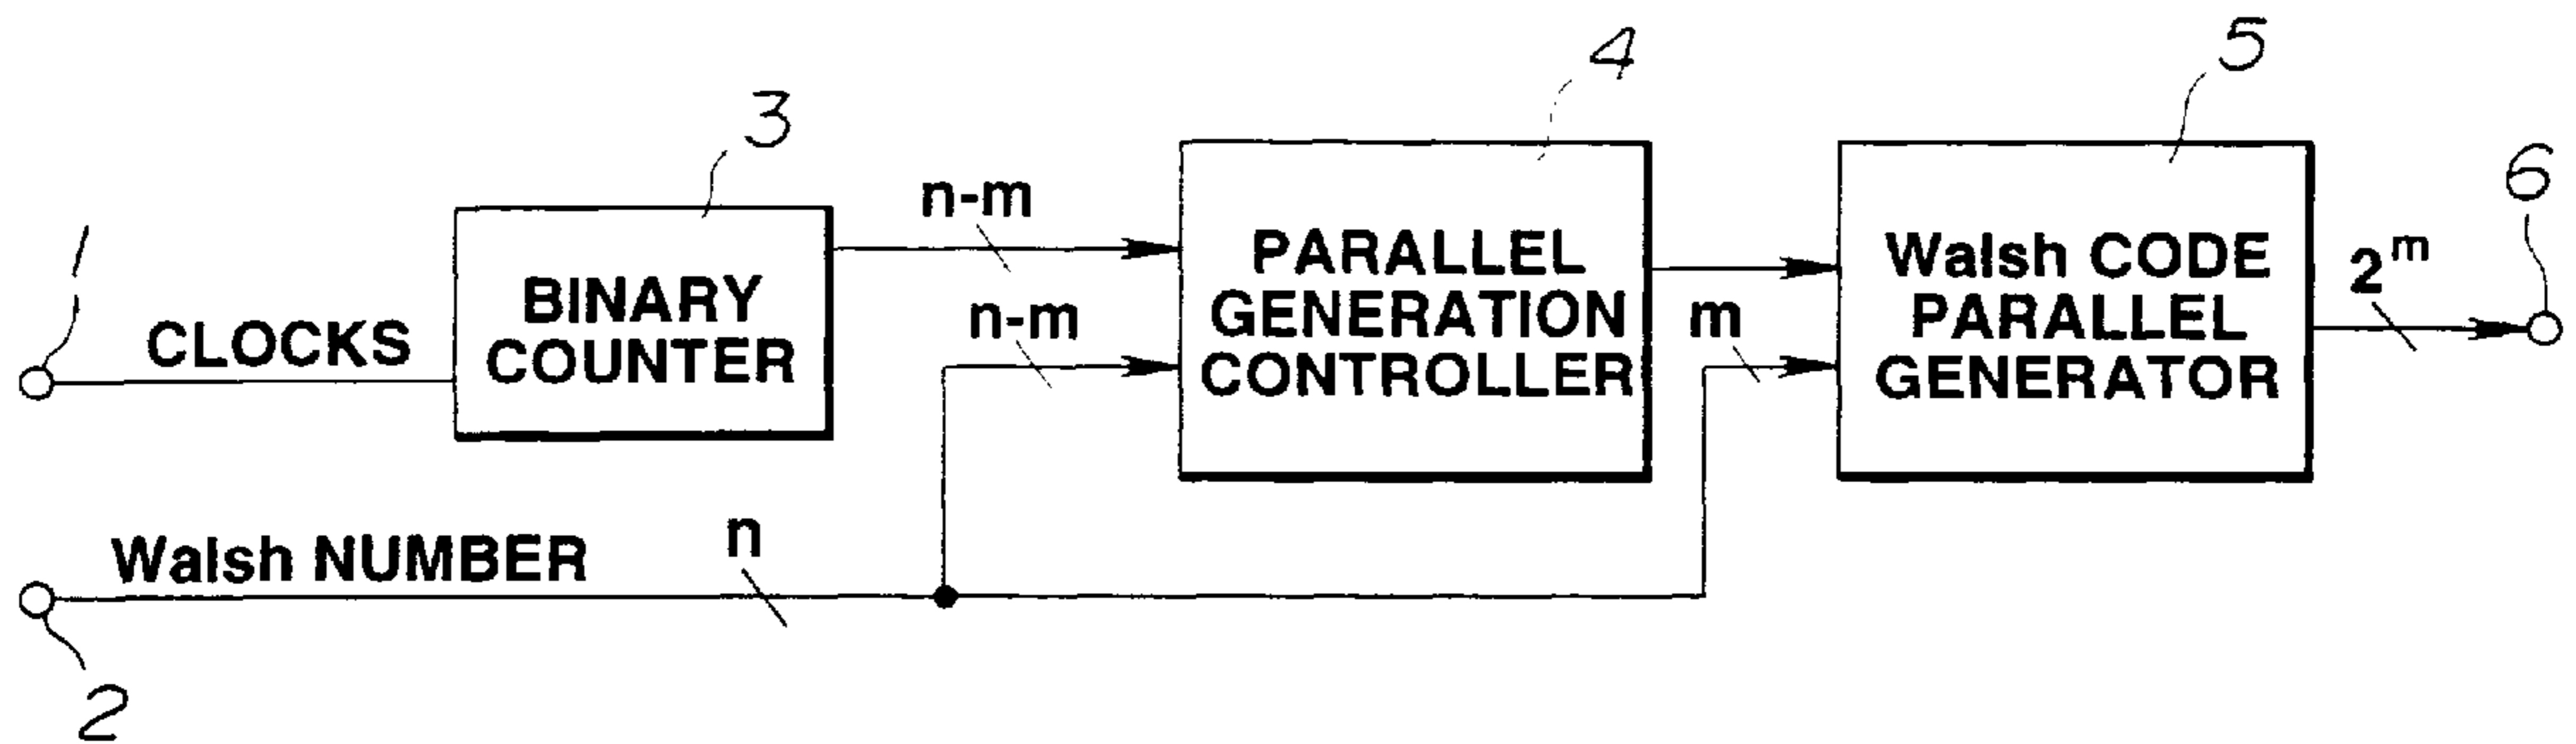 1
CLOCKS
2
Walsh NUMBER
n
3
BINARY
COUNTER
n-m
n-m
4
PARALLEL
GENERATION
CONTROLLER
m
5
Walsh CODE
PARALLEL
GENERATOR
2^m
6